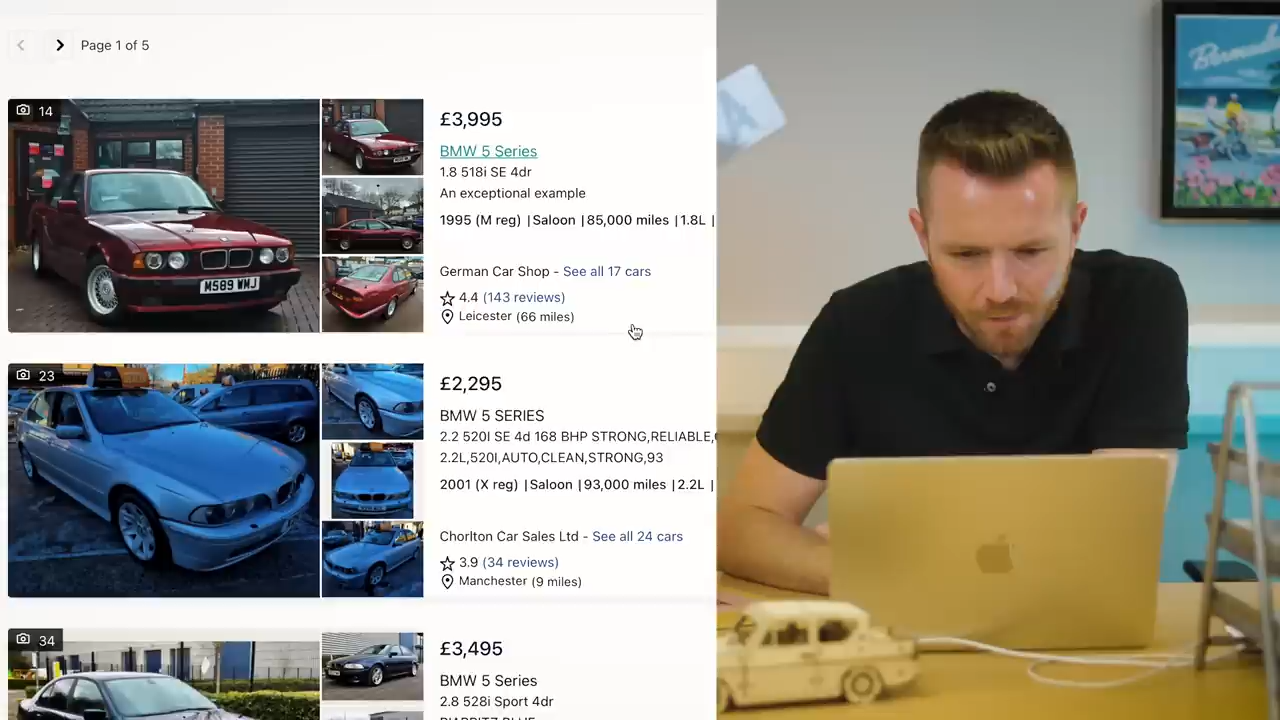 Page 1 of 5
14
£3,995
BMW 5 Series
1.8 518i SE 4dr
An exceptional example
1995 (M reg) | Saloon | 85,000 miles | 1.8L |
German Car Shop - See all 17 cars
4.4 (143 reviews)
Leicester (66 miles)
M589 WMJ
23
£2,295
BMW 5 SERIES
2.2 520I SE 4d 168 BHP STRONG,RELIABLE,
2.2L,520I,AUTO,CLEAN,STRONG,93
2001 (X reg) | Saloon | 93,000 miles | 2.2L |
Chorlton Car Sales Ltd - See all 24 cars
3.9 (34 reviews)
Manchester (9 miles)
34
£3,495
BMW 5 Series
2.8 528i Sport 4dr
BIARRITZ BLUE